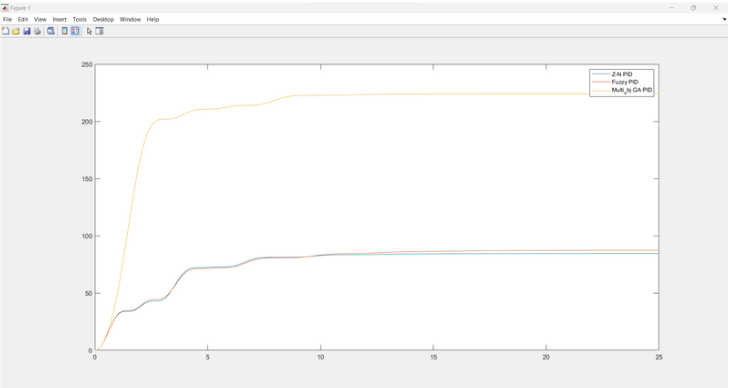 Figure 1
File Edit View Insert Tools Desktop Window Help
250
200
150
100
50
0
0 5 10 15 20 25
Z-N PID
Fuzzy PID
Multi_bj GA PID